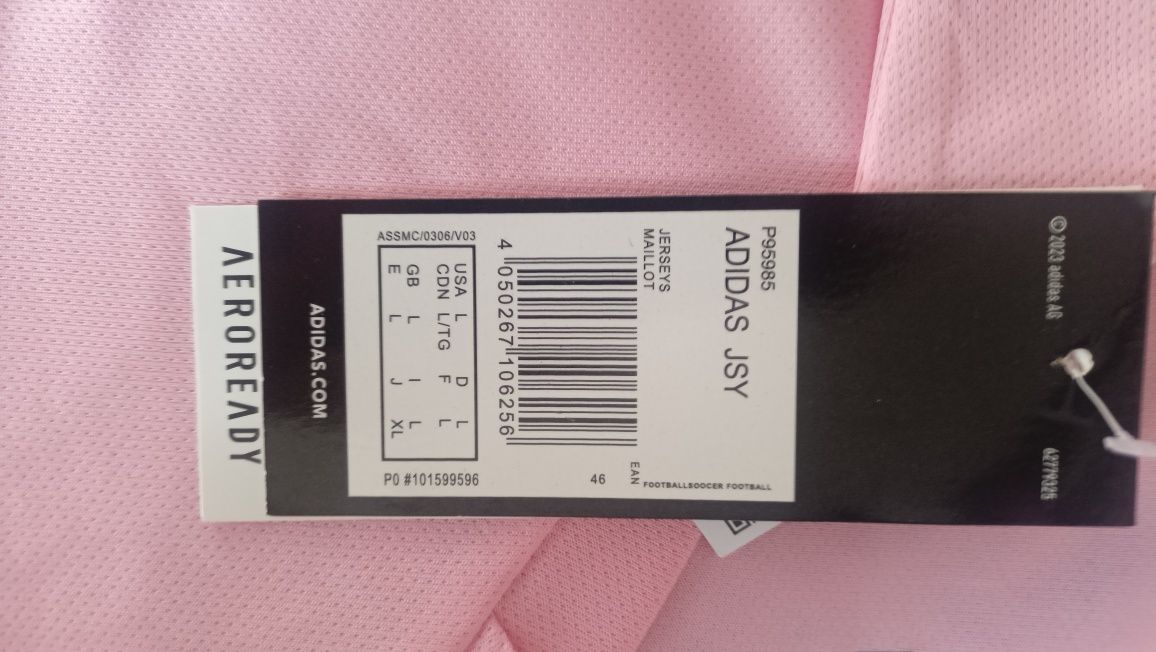 © 2023 adidas AG
P95985
ADIDAS JSY
JERSEYS
MAILLOT
FOOTBALLSOCCER FOOTBALL
EAN
4 050267 106256
46
ASSMC/0306/V03
USA L D L
CDN L/TG F L
GB L I L
E L J XL
P0 #101599596
ADIDAS.COM
AEROREADY